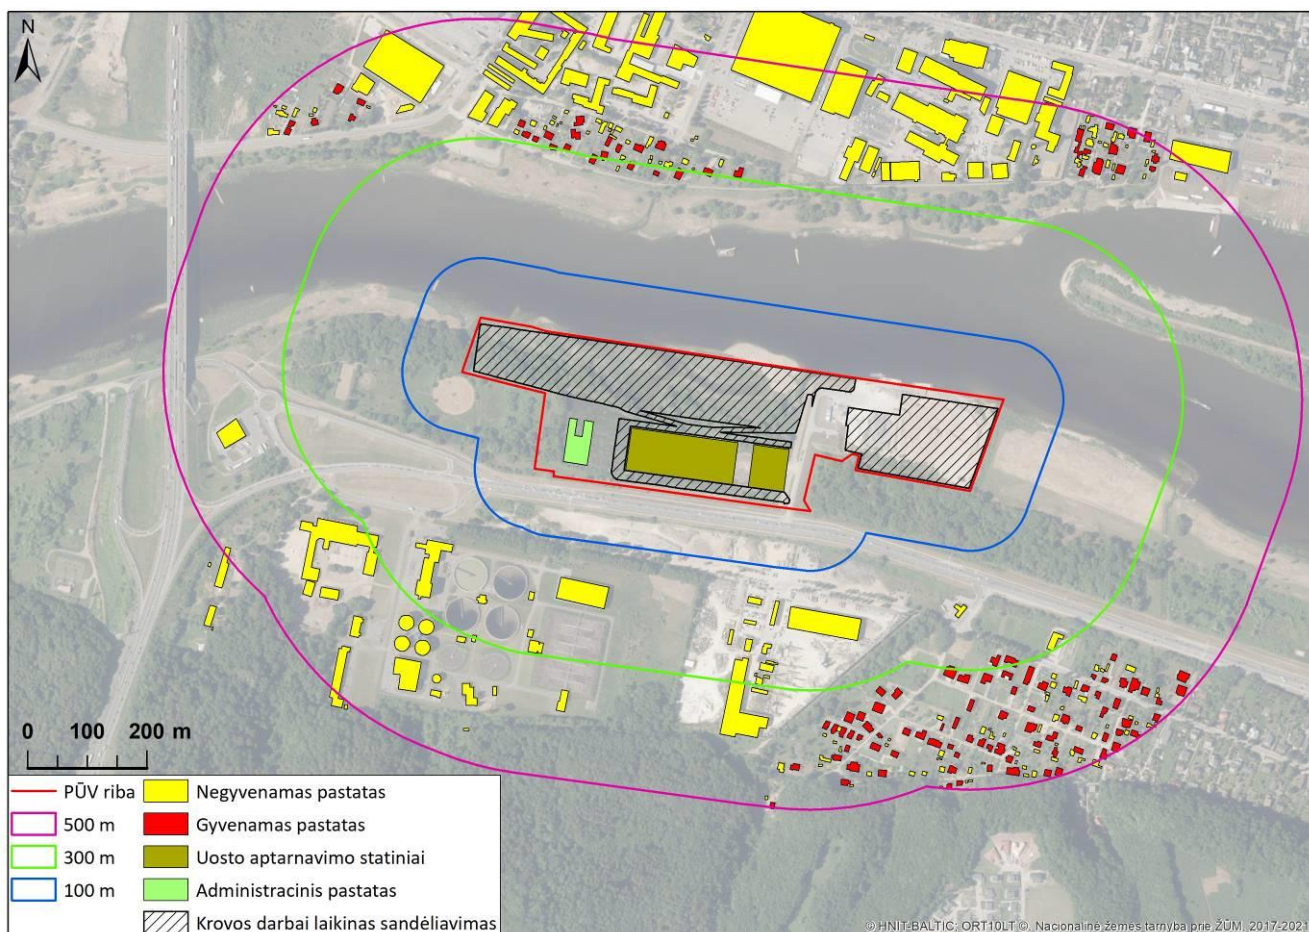 N
0 100 200 m
PŪV riba
500 m
300 m
100 m
Negyvenamas pastatas
Gyvenamas pastatas
Uosto aptarnavimo statiniai
Administracinis pastatas
Krovos darbai laikinas sandėliavimas
© HNIT-BALTIC; ORT10LT ©, Nacionalinė žemės tarnyba prie ŽŪM, 2017-2021